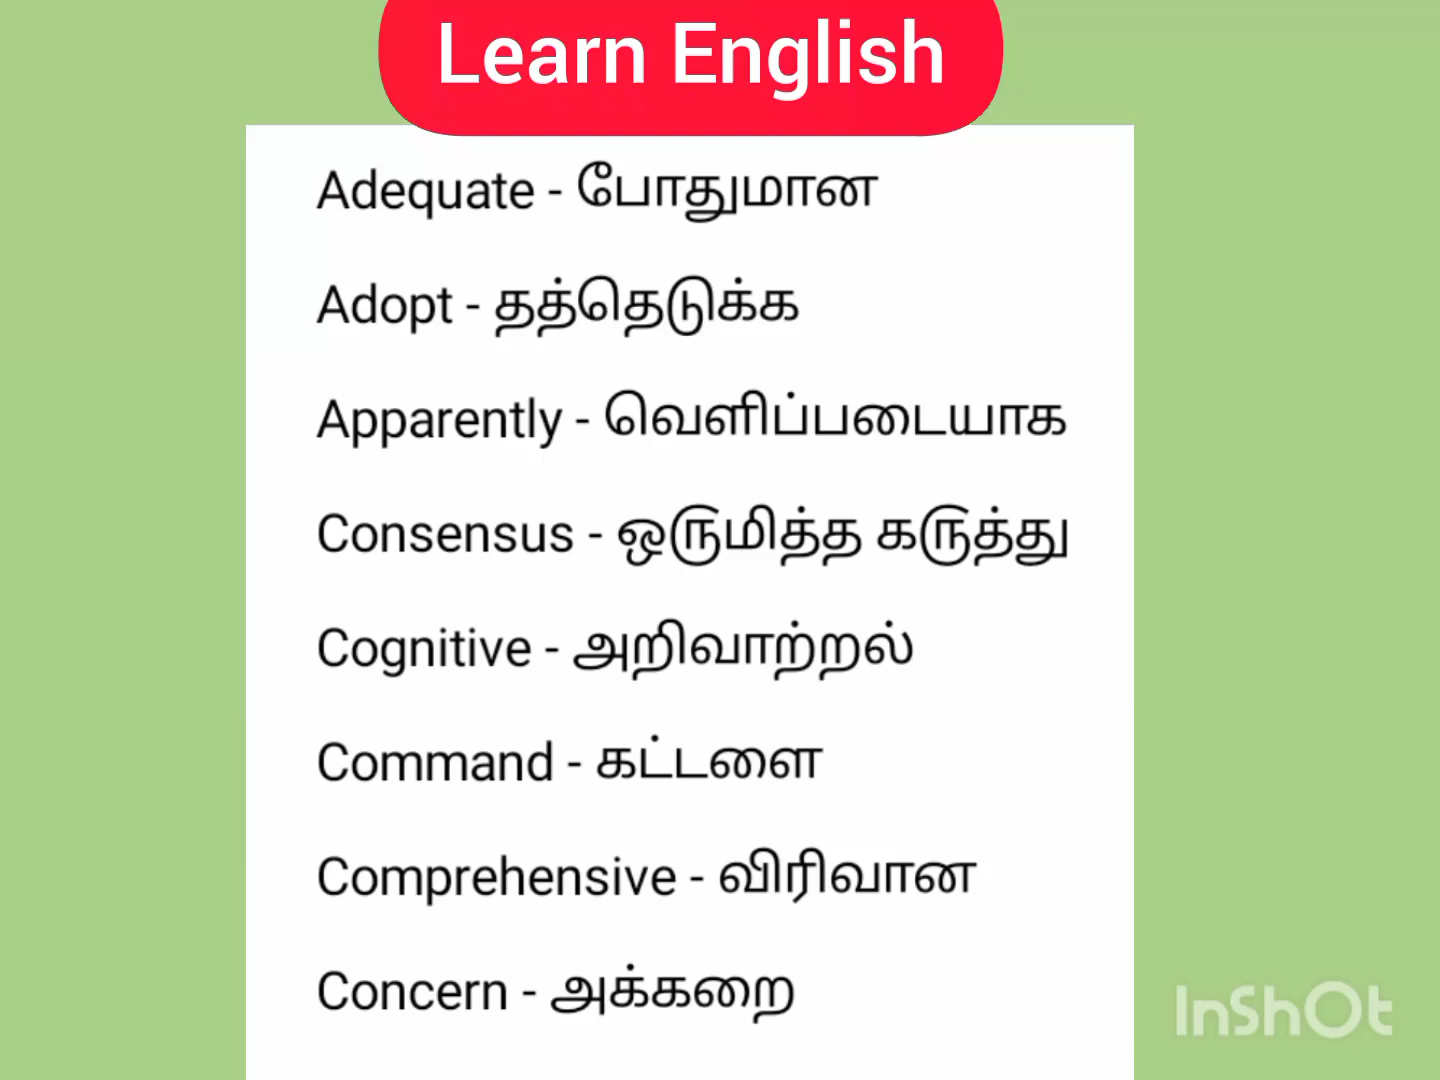 Learn English
Adequate - போதுமான
Adopt - தத்தெடுக்க
Apparently - வெளிப்படையாக
Consensus - ஒருமித்த கருத்து
Cognitive - அறிவாற்றல்
Command - கட்டளை
Comprehensive - விரிவான
Concern - அக்கறை
InShOt